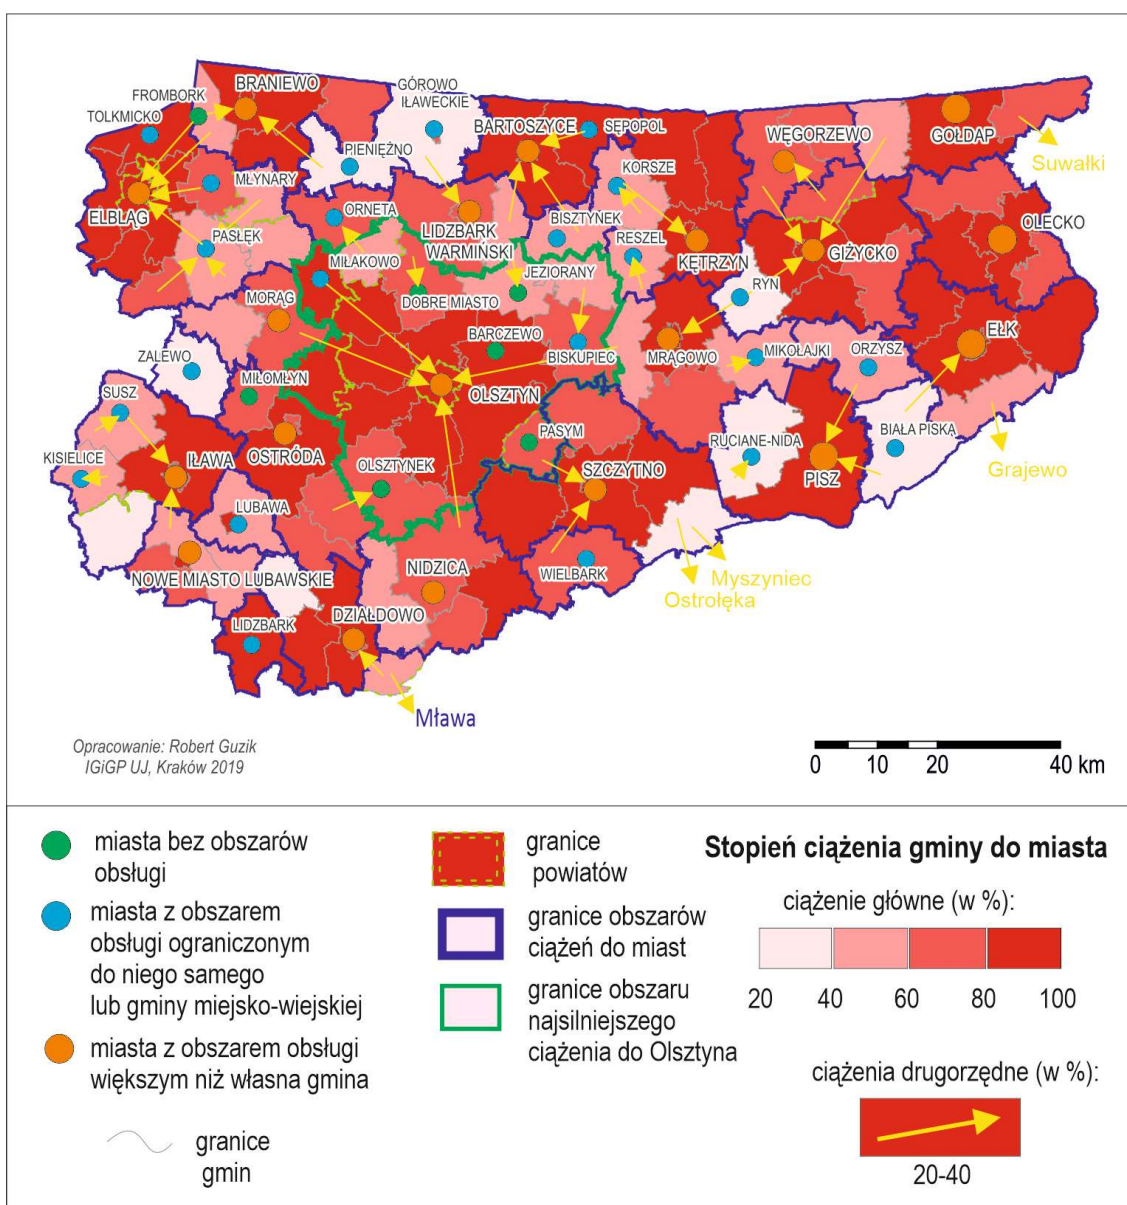 FROMBORK
TOLKMICKO
BRANIEWO
GÓROWO
IŁAWECKIE
BARTOSZYCE
SĘPOPOL
WĘGORZEWO
GOŁDAP
Suwałki
PIENIĘŻNO
KORSZE
MŁYNARY
ELBLĄG
ORNETA
PASŁĘK
LIDZBARK
WARMIŃSKI
BISZTYNEK
RESZEL
KĘTRZYN
GIŻYCKO
OLECKO
MIŁAKOWO
JEZIORANY
RYN
DOBRE MIASTO
MORĄG
BARCZEWO
EŁK
ZALEWO
BISKUPIEC
MRĄGOWO
MIKOŁAJKI
ORZYSZ
SUSZ
MIŁOMŁYN
OLSZTYN
PASYM
RUCIANE-NIDA
BIAŁA PISKĄ
KISIELICE
IŁAWA
OSTRÓDA
OLSZTYNEK
SZCZYTNO
PISZ
Grajewo
LUBAWA
NOWE MIASTO LUBAWSKIE
NIDZICA
WIELBARK
Myszyniec
Ostrołęka
LIDZBARK
DZIAŁDOWO
Mława
Opracowanie: Robert Guzik
IGiGP UJ, Kraków 2019
0 10 20 40 km
miasta bez obszarów
obsługi
miasta z obszarem
obsługi ograniczonym
do niego samego
lub gminy miejsko-wiejskiej
miasta z obszarem obsługi
większym niż własna gmina
granice
gmin
granice
powiatów
granice obszarów
ciążeń do miast
granice obszaru
najsilniejszego
ciążenia do Olsztyna
Stopień ciążenia gminy do miasta
ciążenie główne (w %):
20 40 60 80 100
ciążenia drugorzędne (w %):
20-40